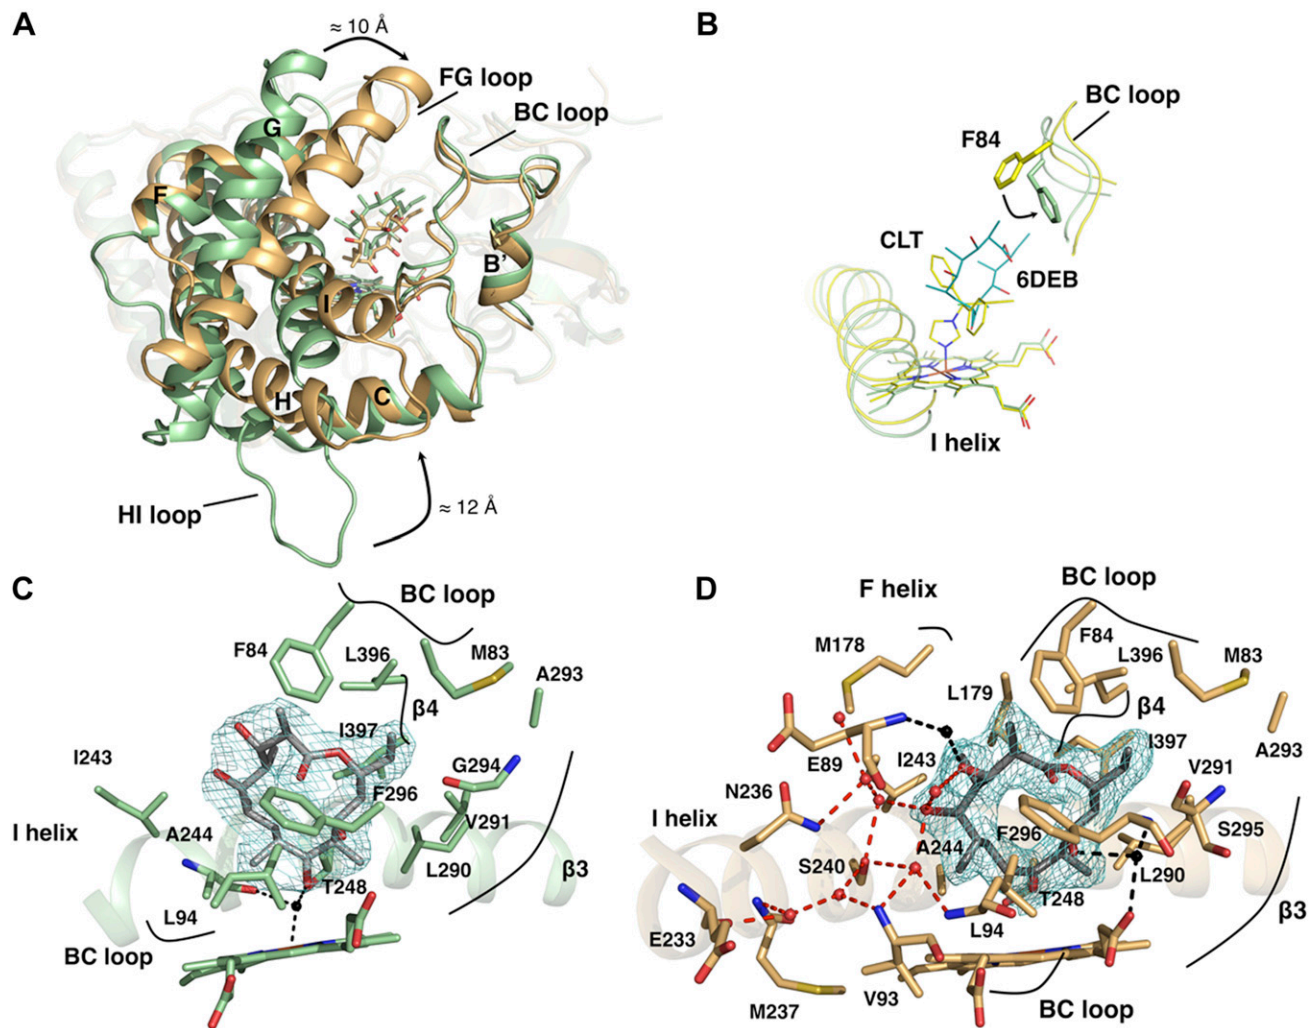 A
≈ 10 Å
FG loop
BC loop
G
F
B'
I
H
C
HI loop
≈ 12 Å
B
BC loop
F84
CLT
6DEB
I helix
C
BC loop
F84
L396
M83
A293
β4
I397
I243
G294
F296
I helix
A244
V291
L290
T248
β3
L94
BC loop
D
F helix
BC loop
M178
F84
L396
M83
L179
β4
I397
A293
E89
I243
V291
N236
I helix
A244
F296
S295
S240
L290
T248
β3
E233
L94
M237
V93
BC loop